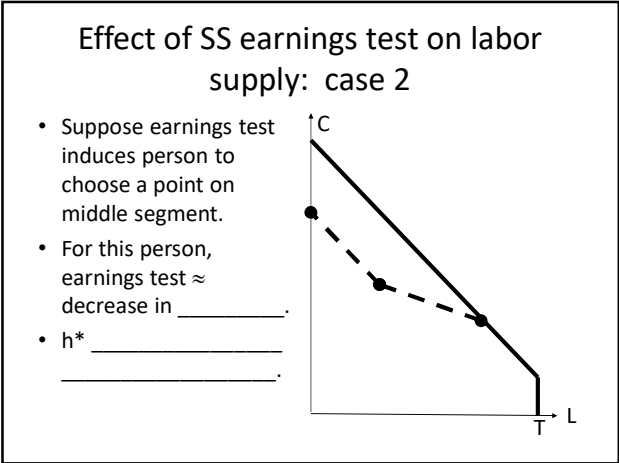 Effect of SS earnings test on labor
supply:  case 2
• Suppose earnings test
induces person to
choose a point on
middle segment.
• For this person,
earnings test ≈
decrease in _________.
• h* ________________
__________________.
C
L
T